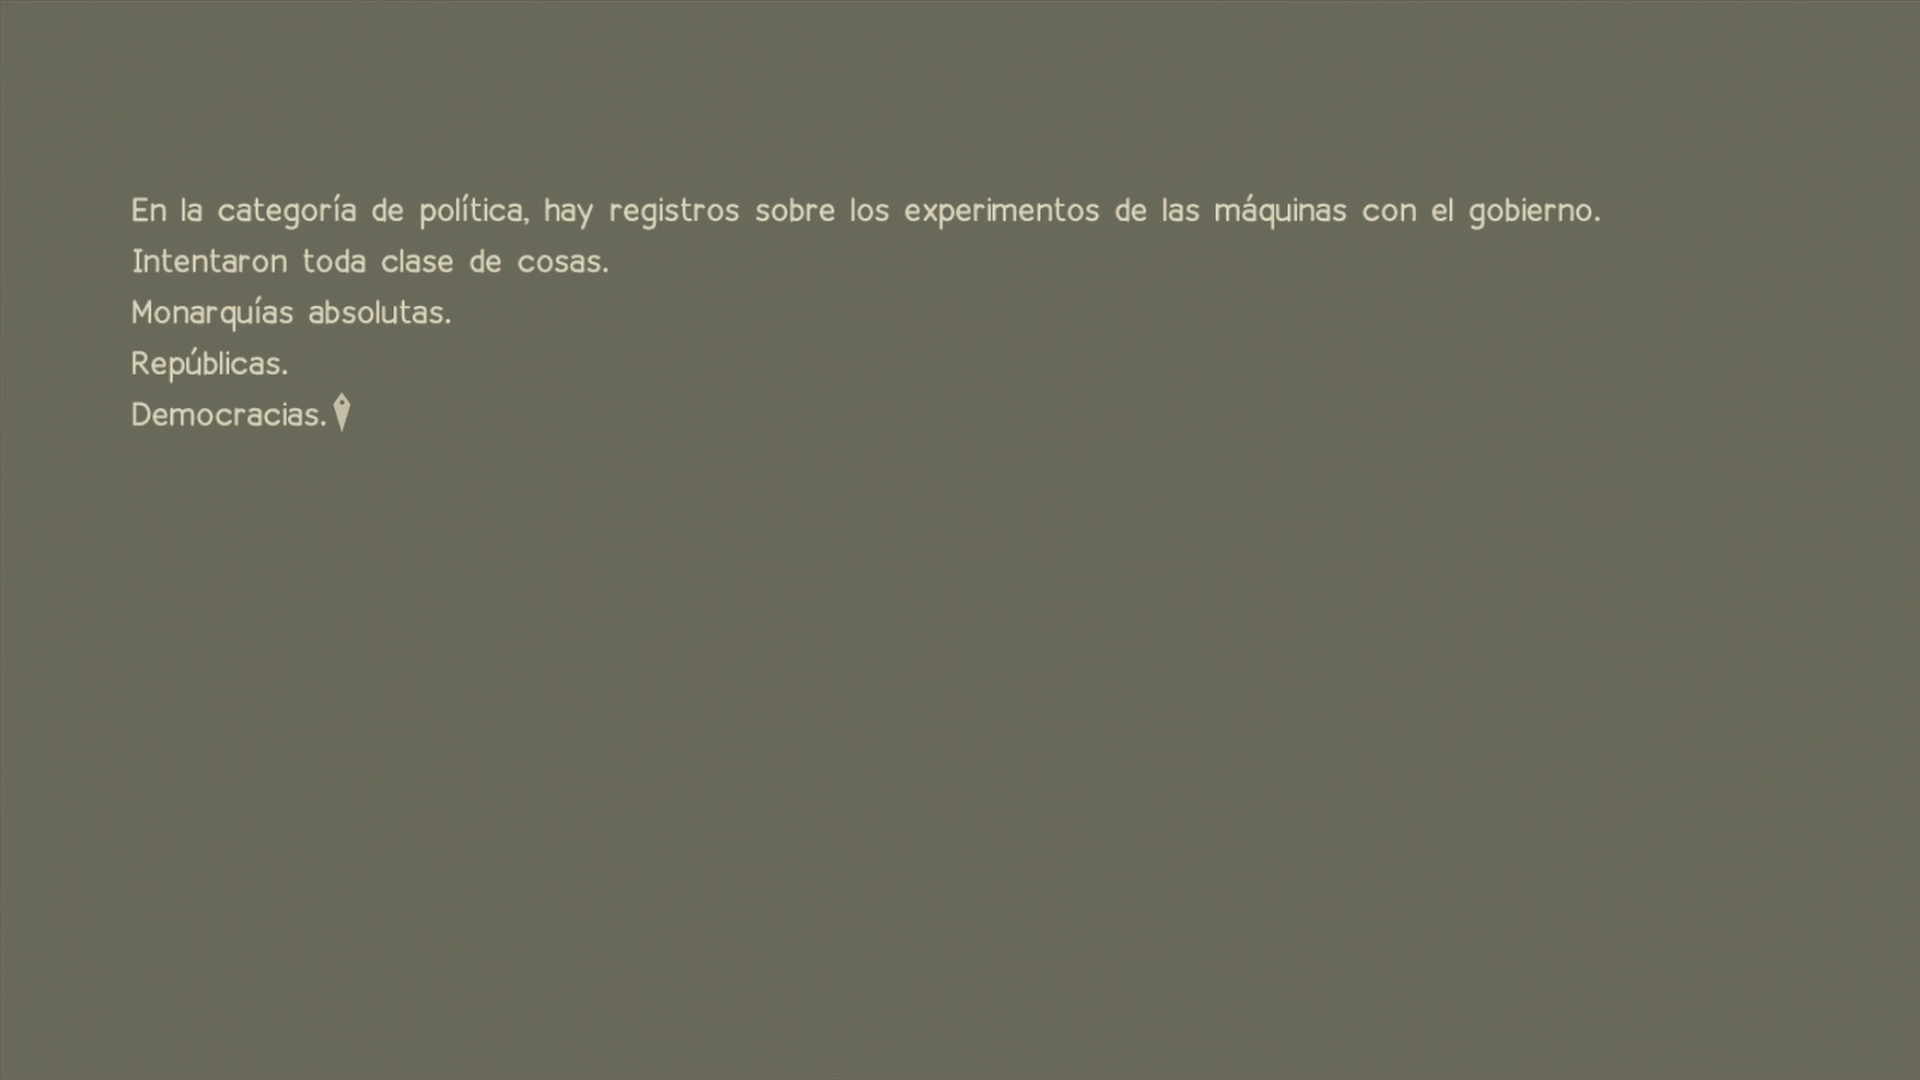 En la categoría de política, hay registros sobre los experimentos de las máquinas con el gobierno.
Intentaron toda clase de cosas.
Monarquías absolutas.
Repúblicas.
Democracias.